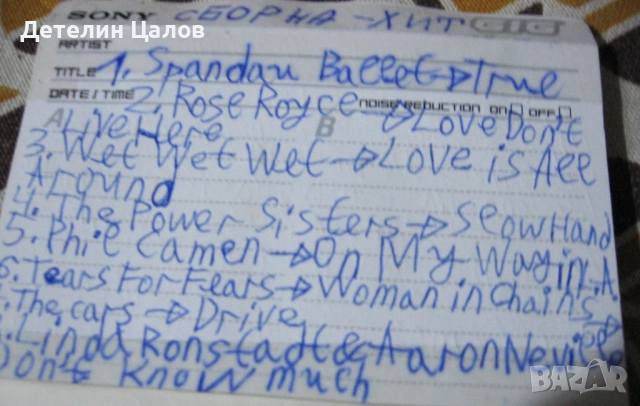 Детелин Цалов
SONY СБОРНА - ХИТ
ARTIST
TITLE 1. Spandau Ballet → True
DATE / TIME 2. Rose Royce → Love Don't
NOISE REDUCTION ON OFF
A Live Here B
3. Wet Wet Wet → Love is All
Around
4. The Power Sisters → Slow Hand
5. Phil Camen → On My Way in L.A.
6. Tears For Fears → Woman in Chains
The cars → Drive
Linda Ronstadt & Aaron Neville →
Don't Know much
BAZAR